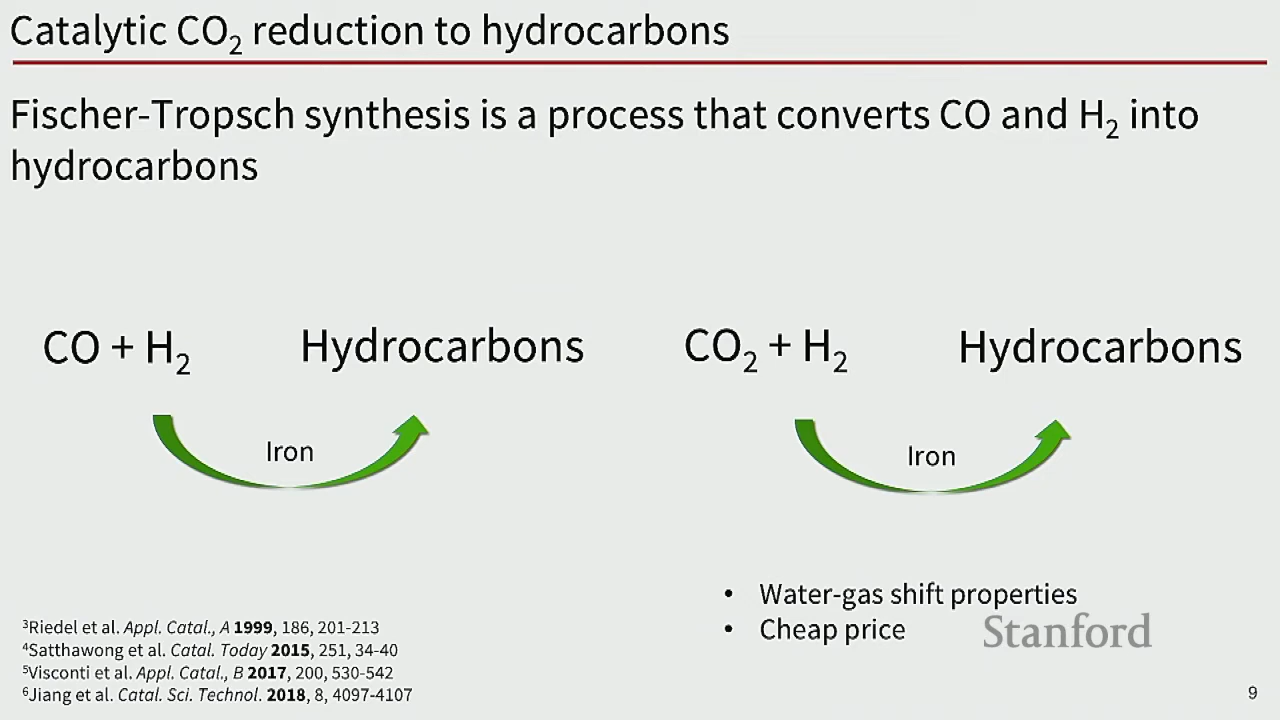 Catalytic CO₂ reduction to hydrocarbons
Fischer-Tropsch synthesis is a process that converts CO and H₂ into
hydrocarbons
CO + H₂ Hydrocarbons
Iron
CO₂ + H₂ Hydrocarbons
Iron
• Water-gas shift properties
• Cheap price
Stanford
³Riedel et al. Appl. Catal., A 1999, 186, 201-213
⁴Satthawong et al. Catal. Today 2015, 251, 34-40
⁵Visconti et al. Appl. Catal., B 2017, 200, 530-542
⁶Jiang et al. Catal. Sci. Technol. 2018, 8, 4097-4107
9